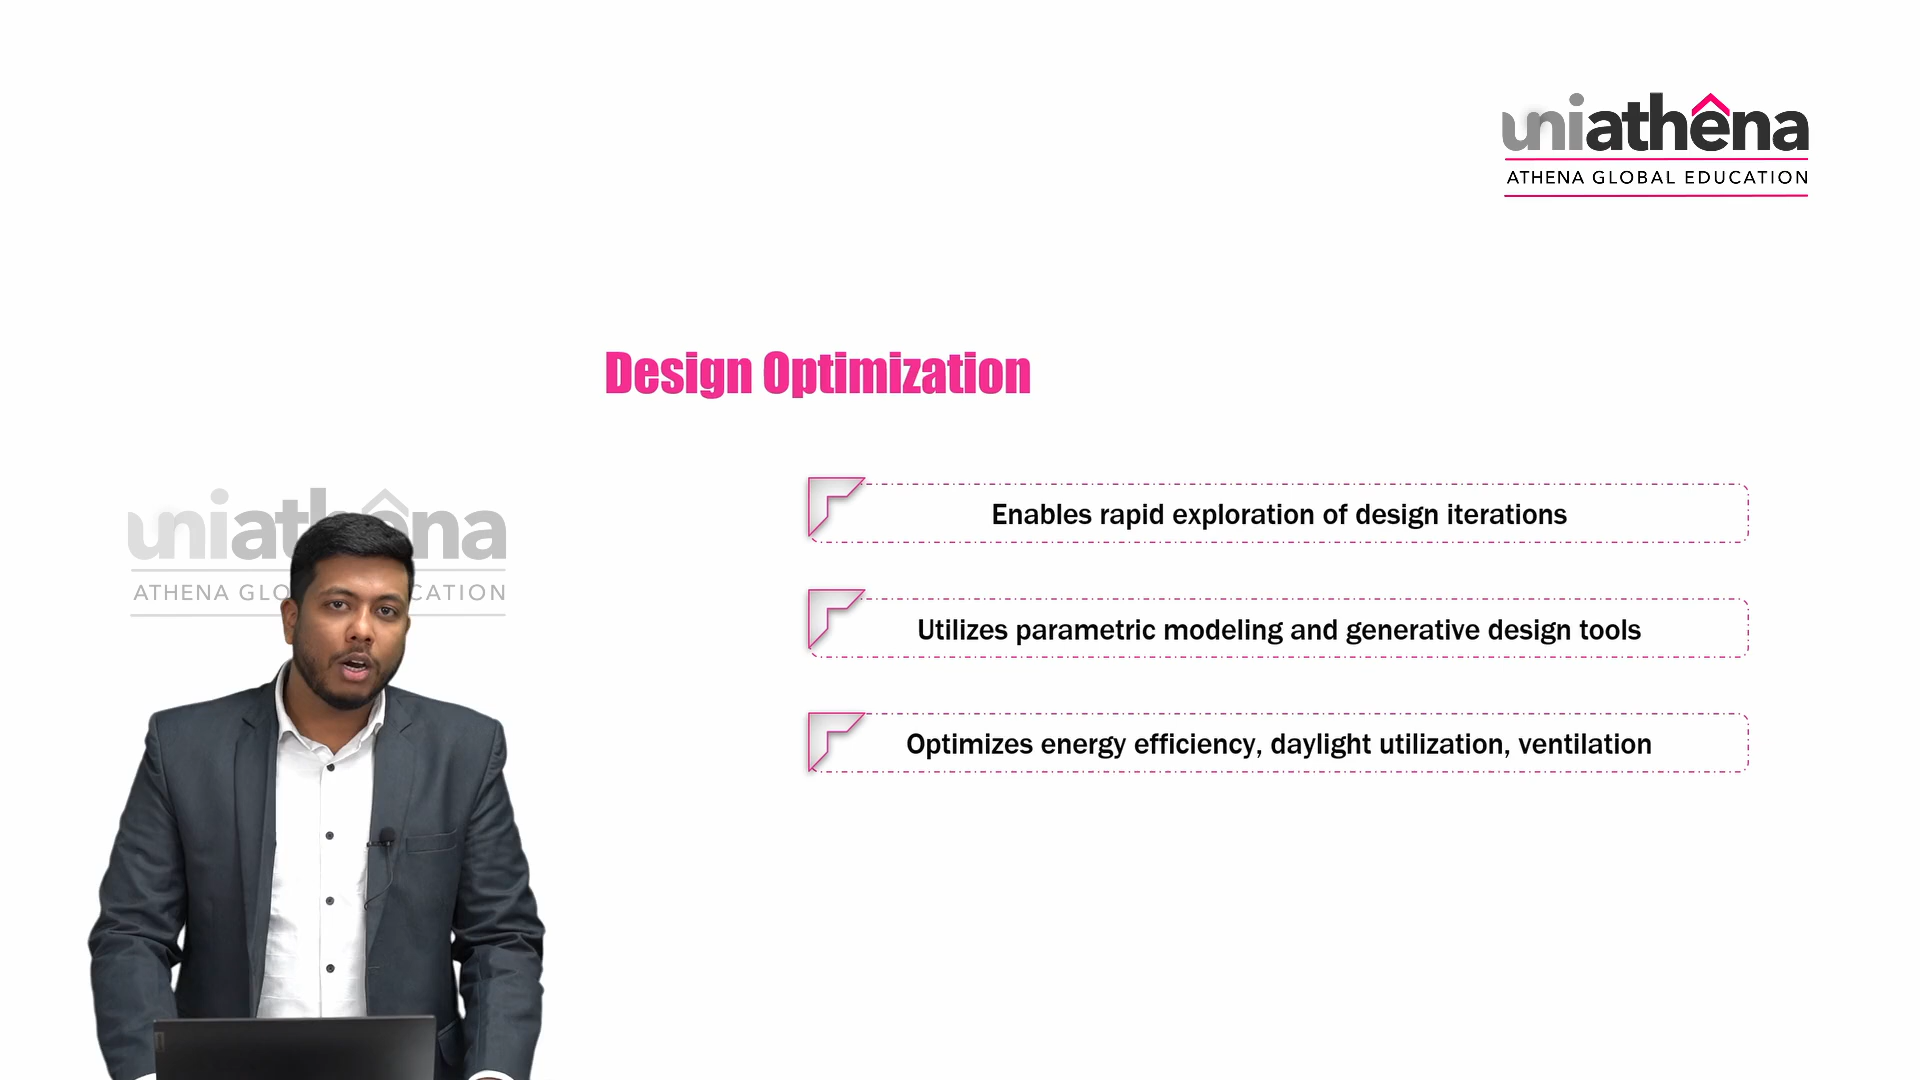 uniathena
ATHENA GLOBAL EDUCATION
Design Optimization
Enables rapid exploration of design iterations
Utilizes parametric modeling and generative design tools
Optimizes energy efficiency, daylight utilization, ventilation